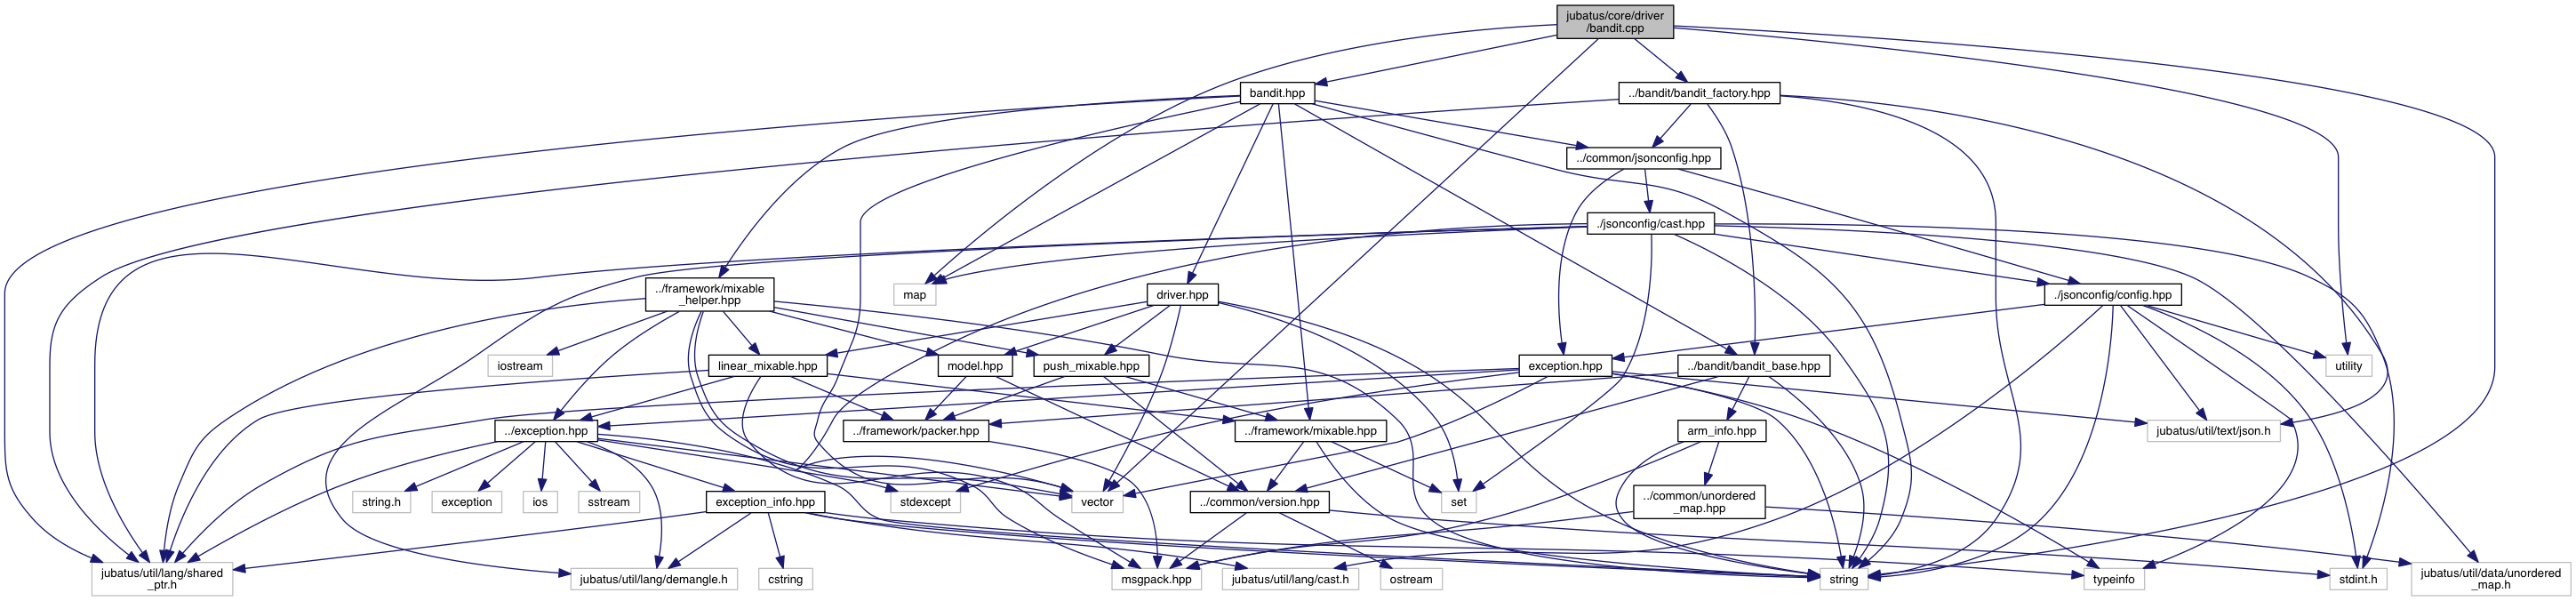 jubatus/core/driver
/bandit.cpp
bandit.hpp
../bandit/bandit_factory.hpp
../common/jsonconfig.hpp
./jsonconfig/cast.hpp
../framework/mixable
_helper.hpp
map
driver.hpp
./jsonconfig/config.hpp
iostream
linear_mixable.hpp
model.hpp
push_mixable.hpp
exception.hpp
../bandit/bandit_base.hpp
utility
../exception.hpp
../framework/packer.hpp
../framework/mixable.hpp
arm_info.hpp
jubatus/util/text/json.h
string.h
exception
ios
sstream
exception_info.hpp
stdexcept
vector
../common/version.hpp
set
../common/unordered
_map.hpp
jubatus/util/lang/shared
_ptr.h
jubatus/util/lang/demangle.h
cstring
msgpack.hpp
jubatus/util/lang/cast.h
ostream
string
typeinfo
stdint.h
jubatus/util/data/unordered
_map.h